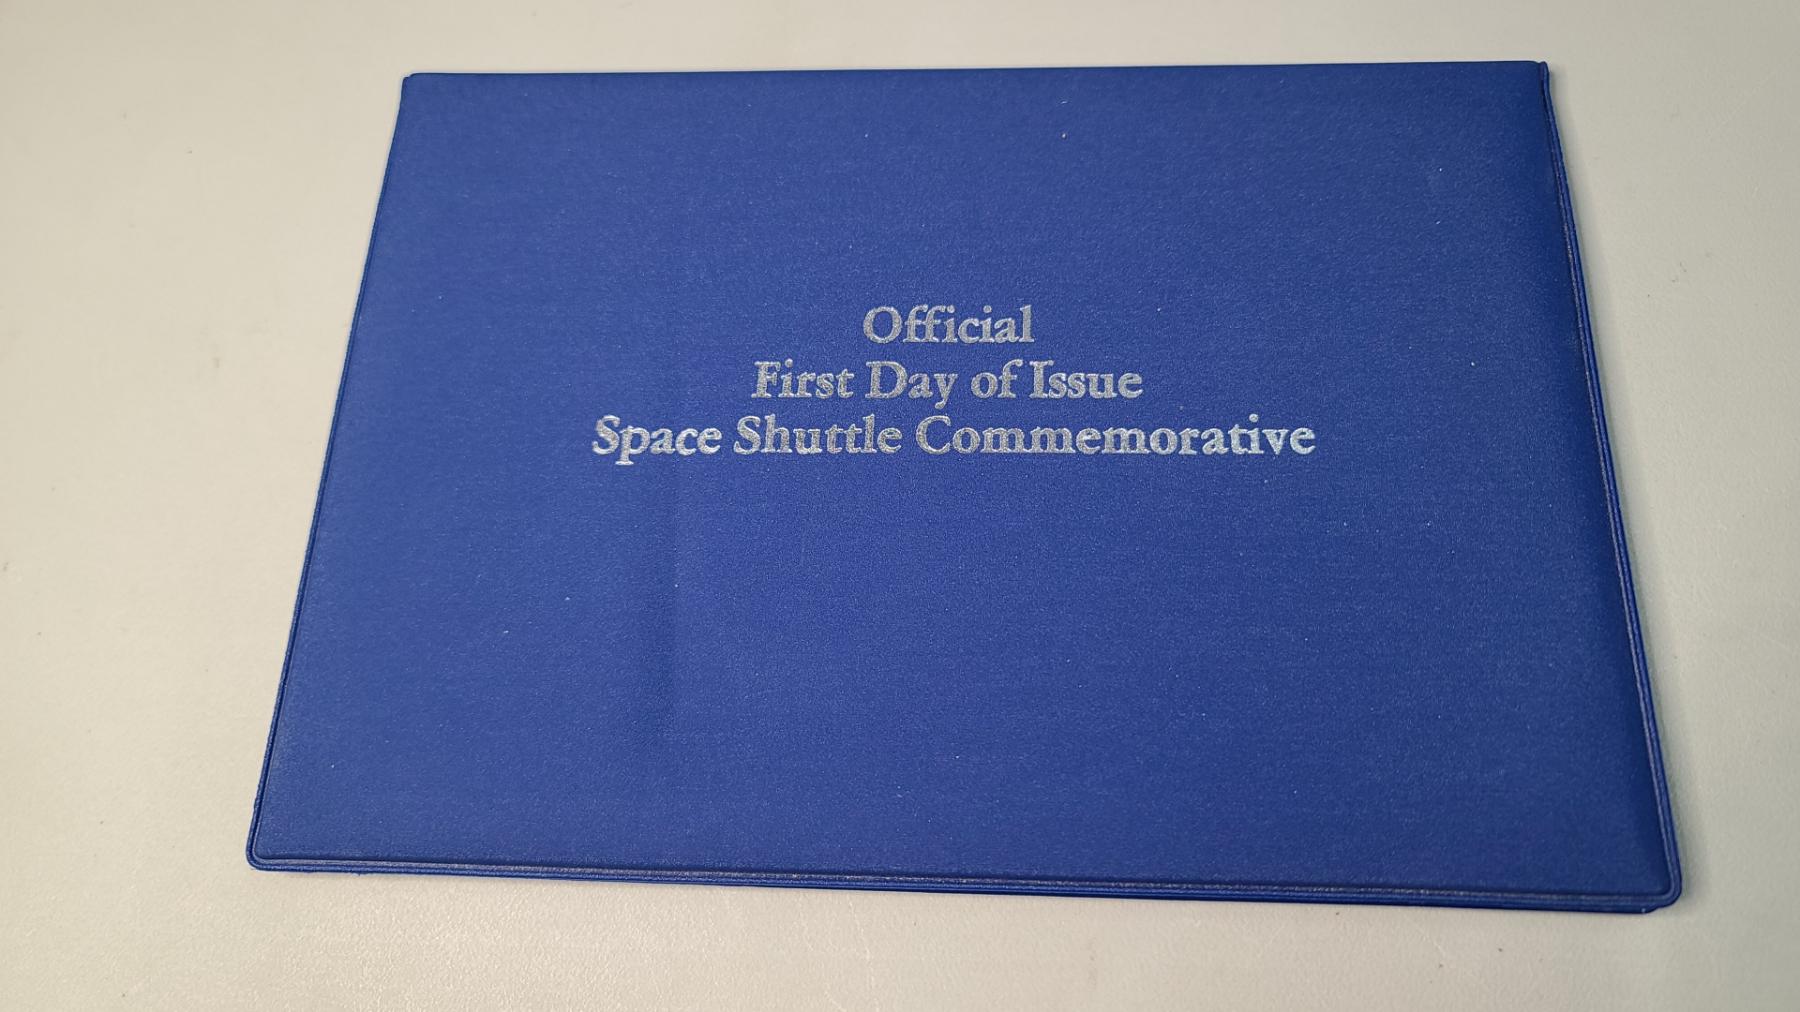 Official
First Day of Issue
Space Shuttle Commemorative